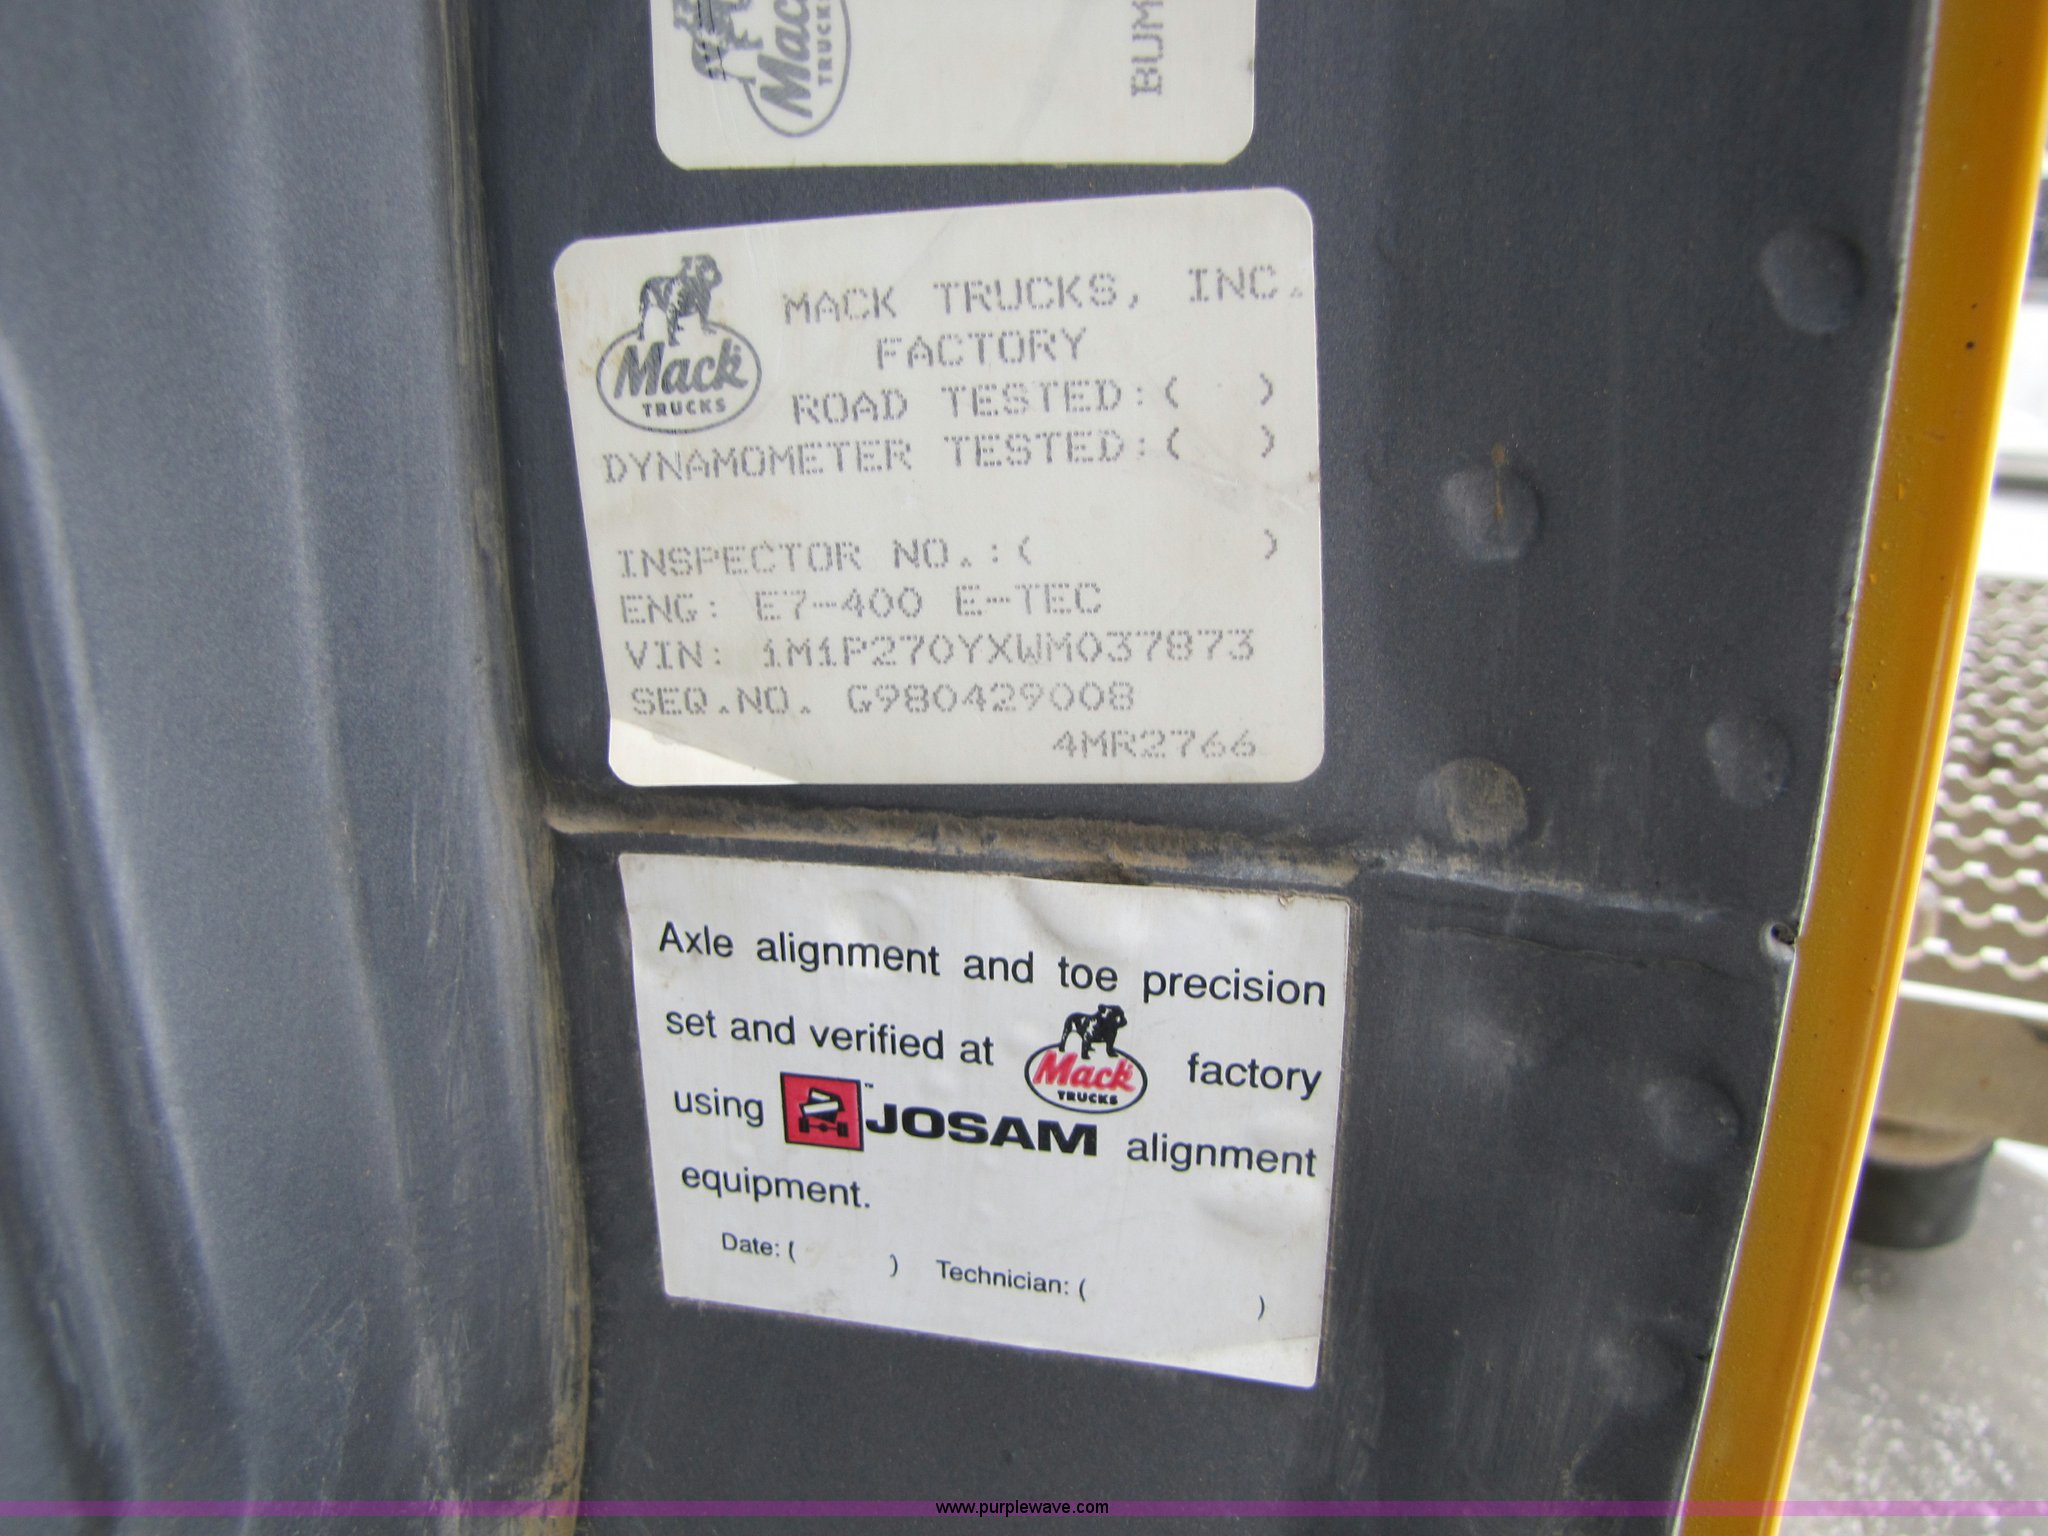 Mack
TRUCKS
BUM
Mack
TRUCKS
MACK TRUCKS, INC.
FACTORY
ROAD TESTED:(   )
DYNAMOMETER TESTED:(   )
INSPECTOR NO.:(          )
ENG: E7-400 E-TEC
VIN: 1M1P270YXWM037873
SEQ.NO. G980429008
4MR2766
Axle alignment and toe precision
set and verified at Mack TRUCKS factory
using ™ JOSAM alignment
equipment.
Date: (          ) Technician: (          )
www.purplewave.com